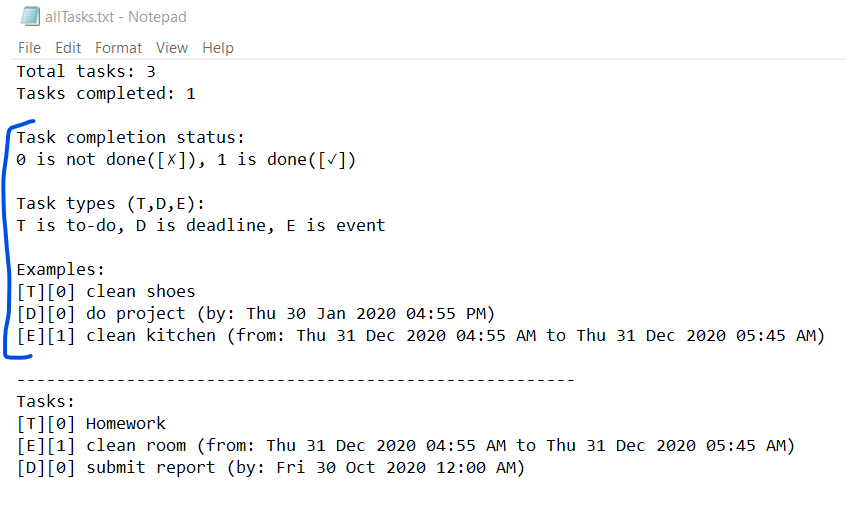 allTasks.txt - Notepad
File Edit Format View Help
Total tasks: 3
Tasks completed: 1
Task completion status:
0 is not done([✗]), 1 is done([✓])
Task types (T,D,E):
T is to-do, D is deadline, E is event
Examples:
[T][0] clean shoes
[D][0] do project (by: Thu 30 Jan 2020 04:55 PM)
[E][1] clean kitchen (from: Thu 31 Dec 2020 04:55 AM to Thu 31 Dec 2020 05:45 AM)
--------------------------------------------------------
Tasks:
[T][0] Homework
[E][1] clean room (from: Thu 31 Dec 2020 04:55 AM to Thu 31 Dec 2020 05:45 AM)
[D][0] submit report (by: Fri 30 Oct 2020 12:00 AM)